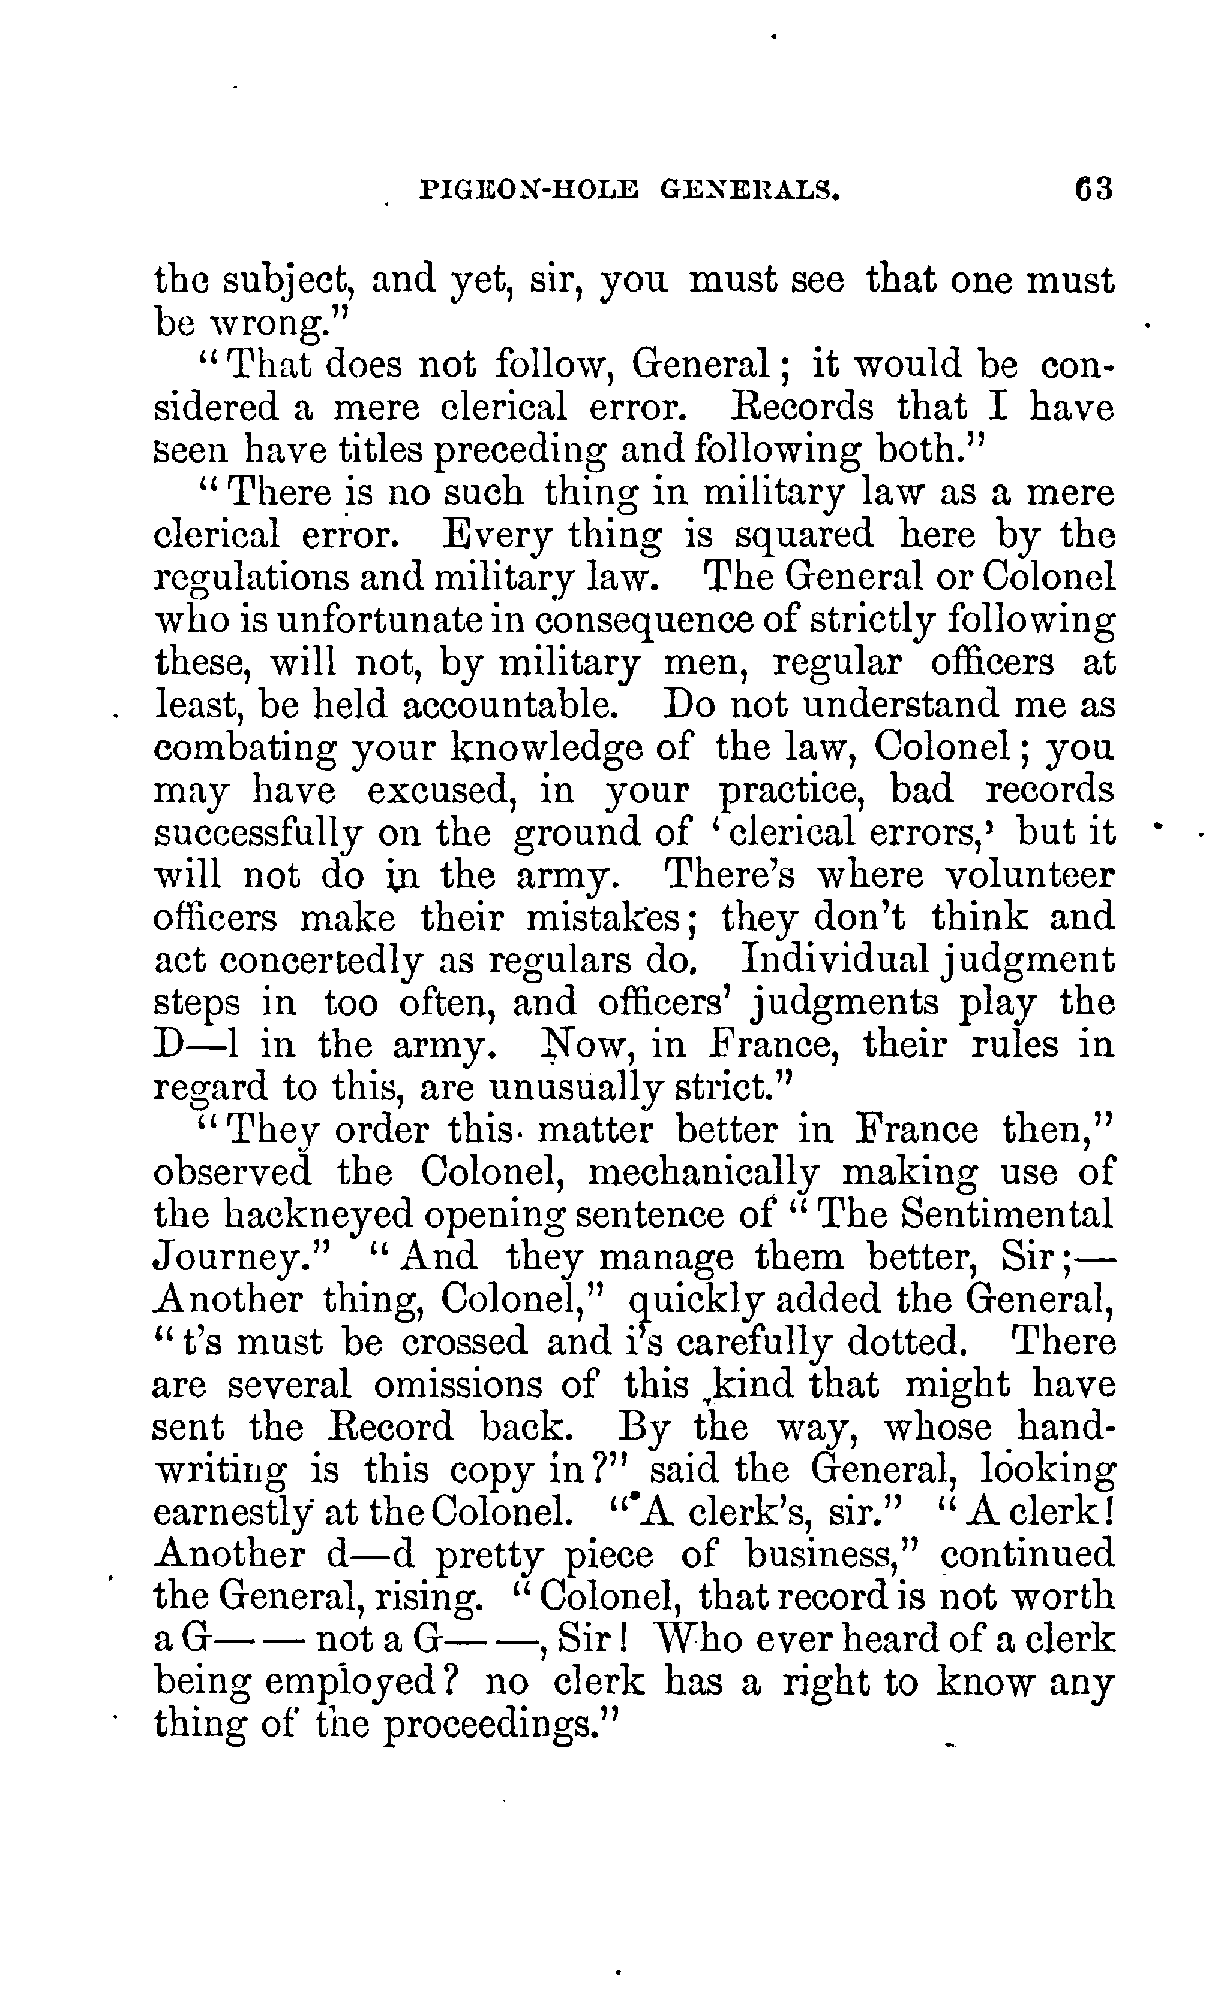 PIGEON-HOLE GENERALS. 63
the subject, and yet, sir, you must see that one must
be wrong."
"That does not follow, General; it would be con-
sidered a mere clerical error. Records that I have
seen have titles preceding and following both."
"There is no such thing in military law as a mere
clerical error. Every thing is squared here by the
regulations and military law. The General or Colonel
who is unfortunate in consequence of strictly following
these, will not, by military men, regular officers at
least, be held accountable. Do not understand me as
combating your knowledge of the law, Colonel; you
may have excused, in your practice, bad records
successfully on the ground of 'clerical errors,' but it
will not do in the army. There's where volunteer
officers make their mistakes; they don't think and
act concertedly as regulars do. Individual judgment
steps in too often, and officers' judgments play the
D—l in the army. Now, in France, their rules in
regard to this, are unusually strict."
"They order this matter better in France then,"
observed the Colonel, mechanically making use of
the hackneyed opening sentence of "The Sentimental
Journey." "And they manage them better, Sir;—
Another thing, Colonel," quickly added the General,
"t's must be crossed and i's carefully dotted. There
are several omissions of this kind that might have
sent the Record back. By the way, whose hand-
writing is this copy in?" said the General, looking
earnestly at the Colonel. "A clerk's, sir." "A clerk!
Another d—d pretty piece of business," continued
the General, rising. "Colonel, that record is not worth
a G— — not a G— —, Sir! Who ever heard of a clerk
being employed? no clerk has a right to know any
thing of the proceedings."